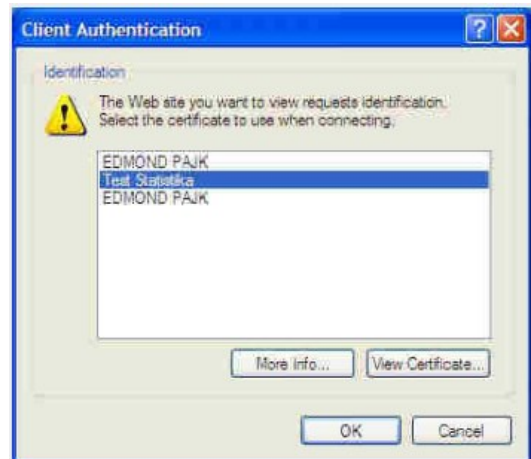 Client Authentication
Identification
The Web site you want to view requests identification.
Select the certificate to use when connecting.
EDMOND PAJK
Test Statistika
EDMOND PAJK
More Info...
View Certificate...
OK
Cancel